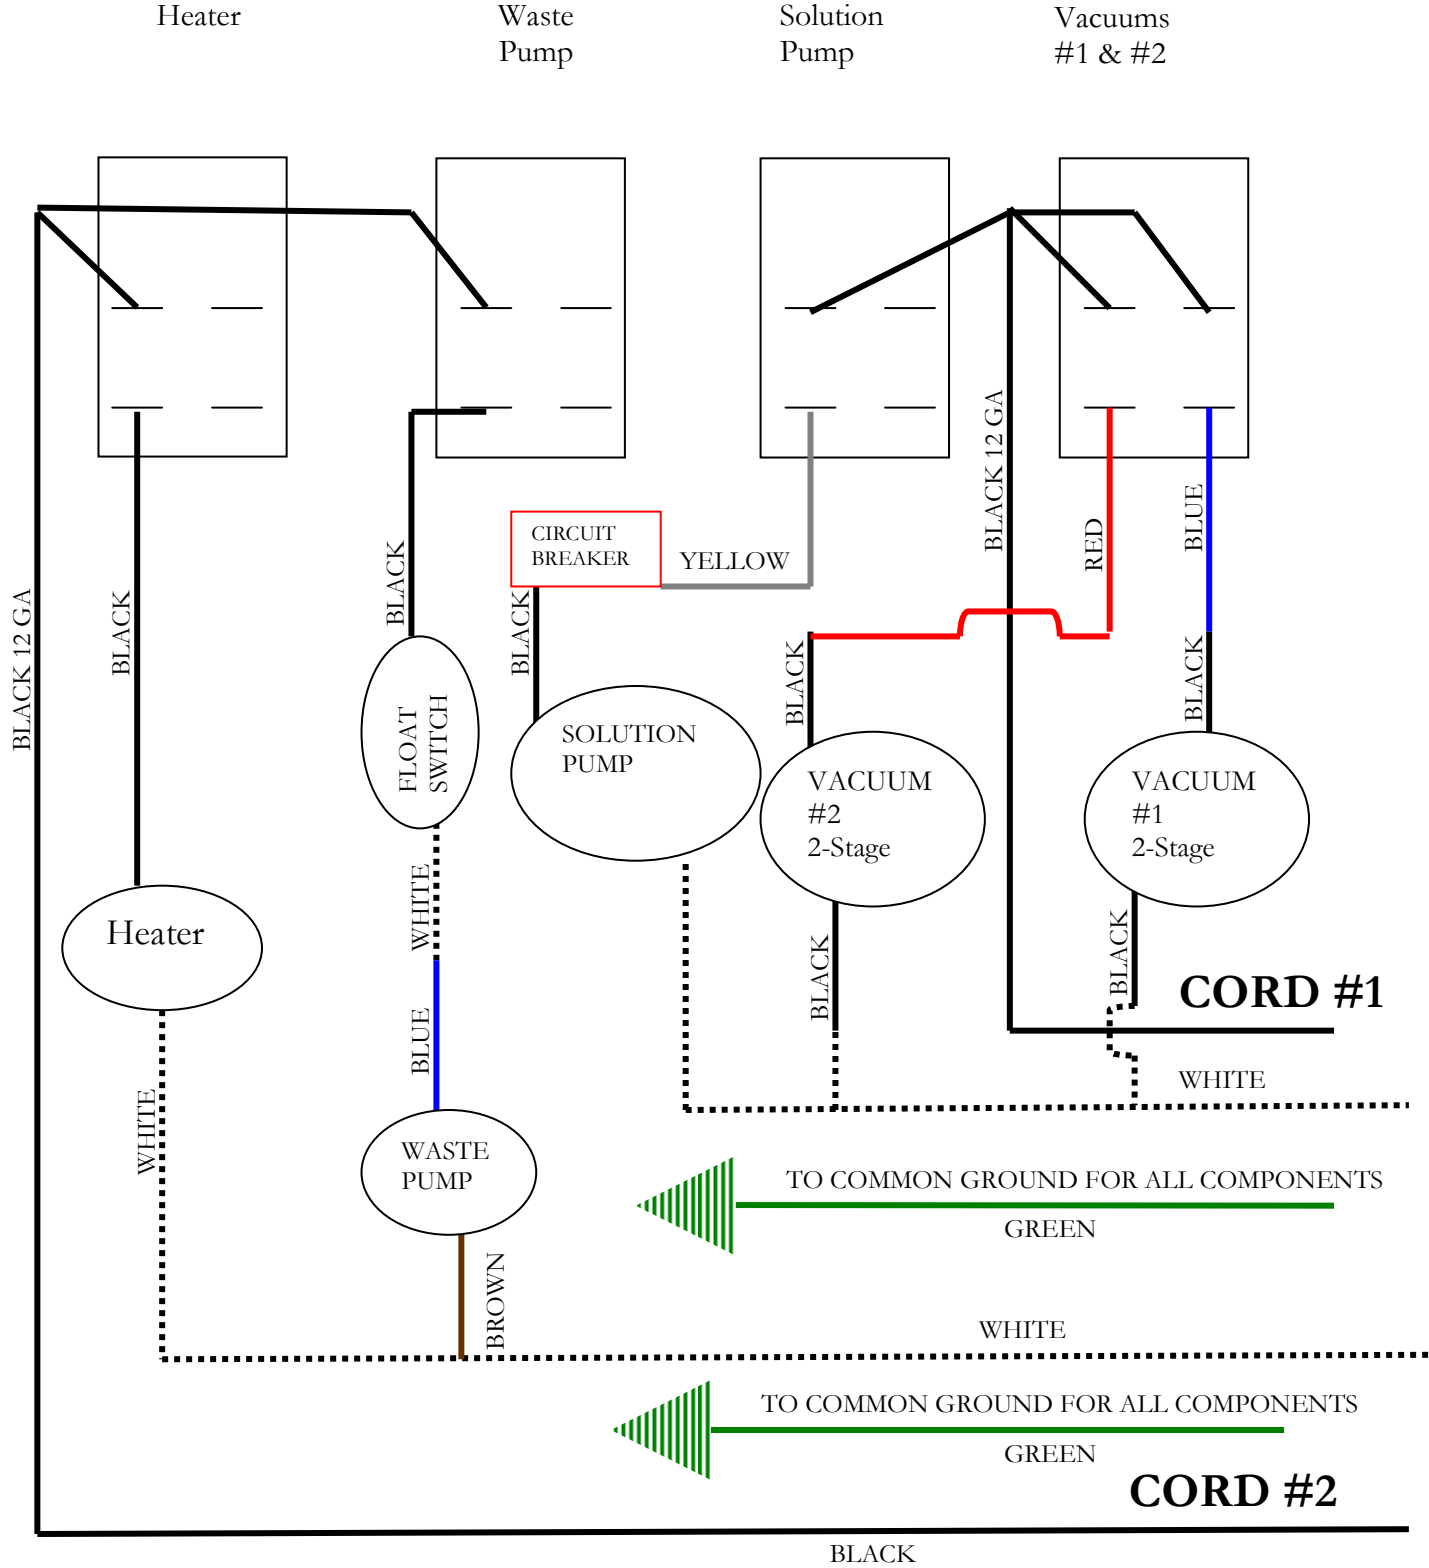 Heater
Waste
Pump
Solution
Pump
Vacuums
#1 & #2
BLACK 12 GA
BLACK
BLACK
CIRCUIT
BREAKER
YELLOW
BLACK
BLACK 12 GA
RED
BLUE
BLACK
BLACK
FLOAT
SWITCH
SOLUTION
PUMP
VACUUM
#2
2-Stage
VACUUM
#1
2-Stage
Heater
WHITE
BLACK
BLACK
CORD #1
BLUE
WHITE
WHITE
WASTE
PUMP
TO COMMON GROUND FOR ALL COMPONENTS
GREEN
BROWN
WHITE
TO COMMON GROUND FOR ALL COMPONENTS
GREEN
CORD #2
BLACK